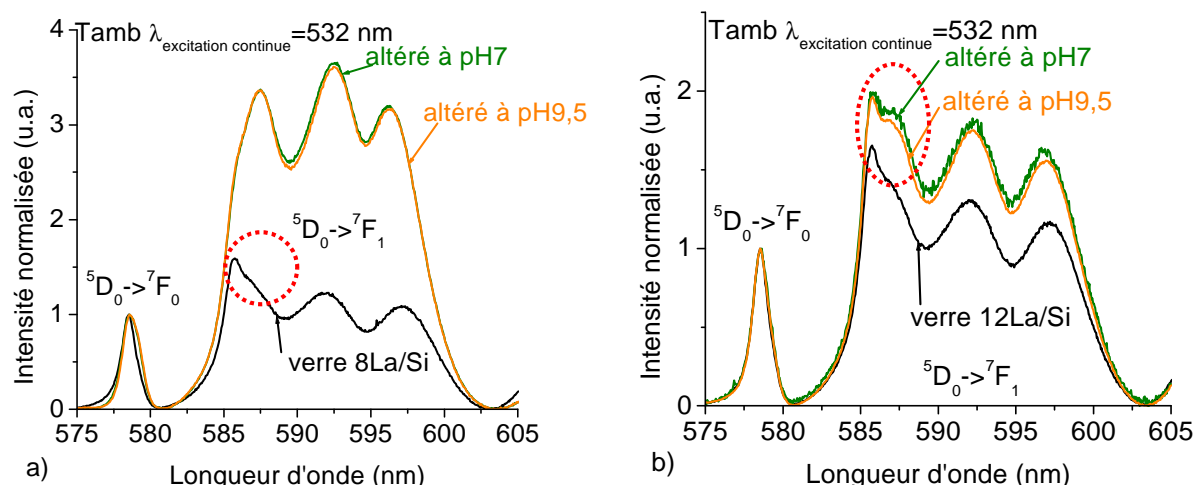 Tamb λexcitation continue=532 nm
altéré à pH7
altéré à pH9,5
⁵D₀->⁷F₁
⁵D₀->⁷F₀
verre 8La/Si
Intensité normalisée (u.a.)
4
3
2
1
0
575 580 585 590 595 600 605
Longueur d'onde (nm)
a)
Tamb λexcitation continue=532 nm
altéré à pH7
altéré à pH9,5
⁵D₀->⁷F₀
verre 12La/Si
⁵D₀->⁷F₁
Intensité normalisée (u.a.)
2
1
0
575 580 585 590 595 600 605
Longueur d'onde (nm)
b)